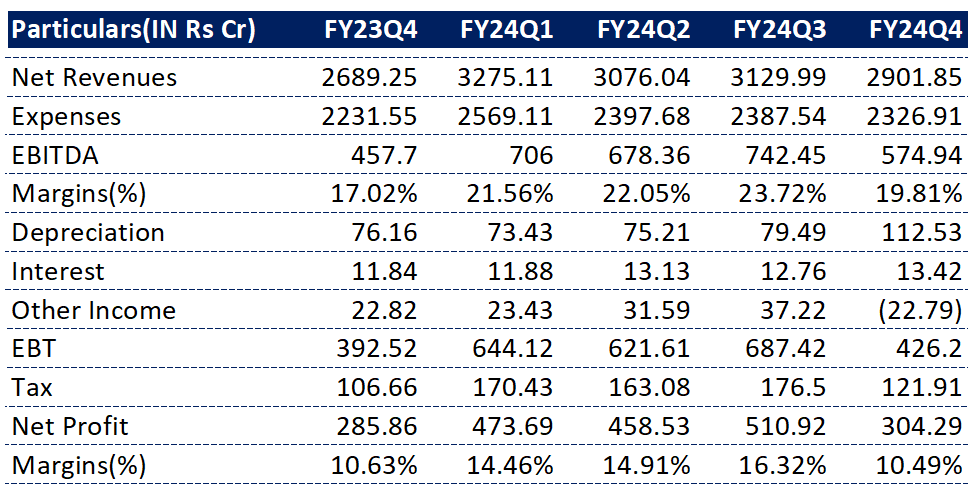 Particulars(IN Rs Cr) FY23Q4 FY24Q1 FY24Q2 FY24Q3 FY24Q4
Net Revenues 2689.25 3275.11 3076.04 3129.99 2901.85
Expenses 2231.55 2569.11 2397.68 2387.54 2326.91
EBITDA 457.7 706 678.36 742.45 574.94
Margins(%) 17.02% 21.56% 22.05% 23.72% 19.81%
Depreciation 76.16 73.43 75.21 79.49 112.53
Interest 11.84 11.88 13.13 12.76 13.42
Other Income 22.82 23.43 31.59 37.22 (22.79)
EBT 392.52 644.12 621.61 687.42 426.2
Tax 106.66 170.43 163.08 176.5 121.91
Net Profit 285.86 473.69 458.53 510.92 304.29
Margins(%) 10.63% 14.46% 14.91% 16.32% 10.49%